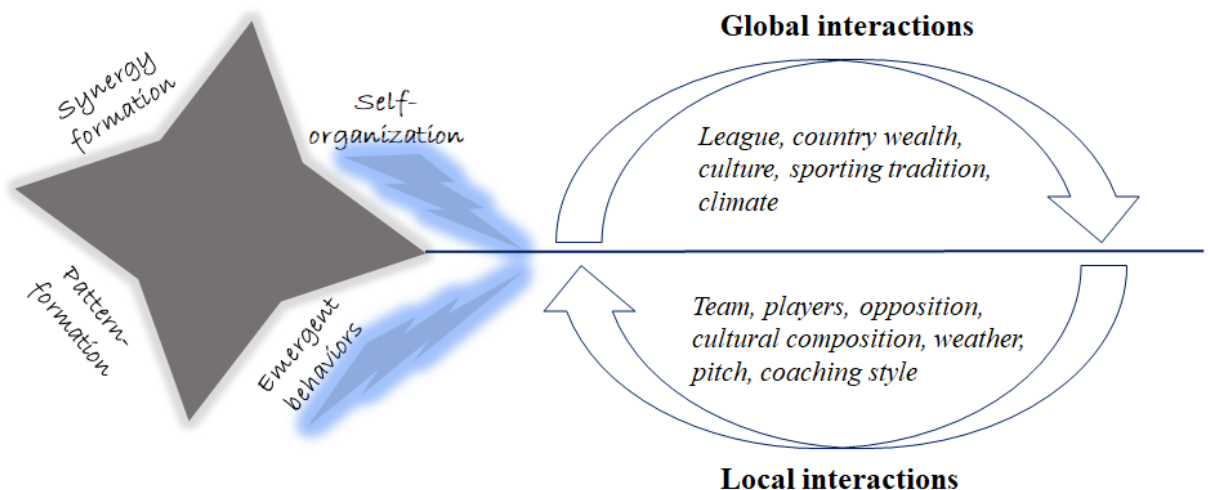 Global interactions
Synergy
formation
Self-
organization
League, country wealth,
culture, sporting tradition,
climate
Pattern-
formation
Emergent
behaviors
Team, players, opposition,
cultural composition, weather,
pitch, coaching style
Local interactions